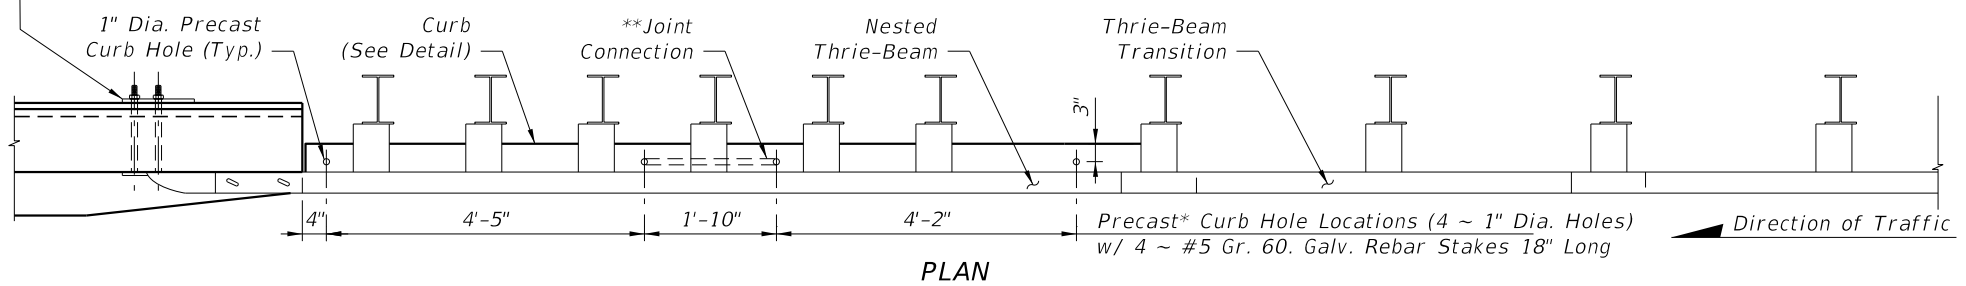 1" Dia. Precast
Curb Hole (Typ.)
Curb
(See Detail)
**Joint
Connection
Nested
Thrie-Beam
Thrie-Beam
Transition
3"
4"
4'-5"
1'-10"
4'-2"
Precast* Curb Hole Locations (4 ~ 1" Dia. Holes)
w/ 4 ~ #5 Gr. 60. Galv. Rebar Stakes 18" Long
Direction of Traffic
PLAN